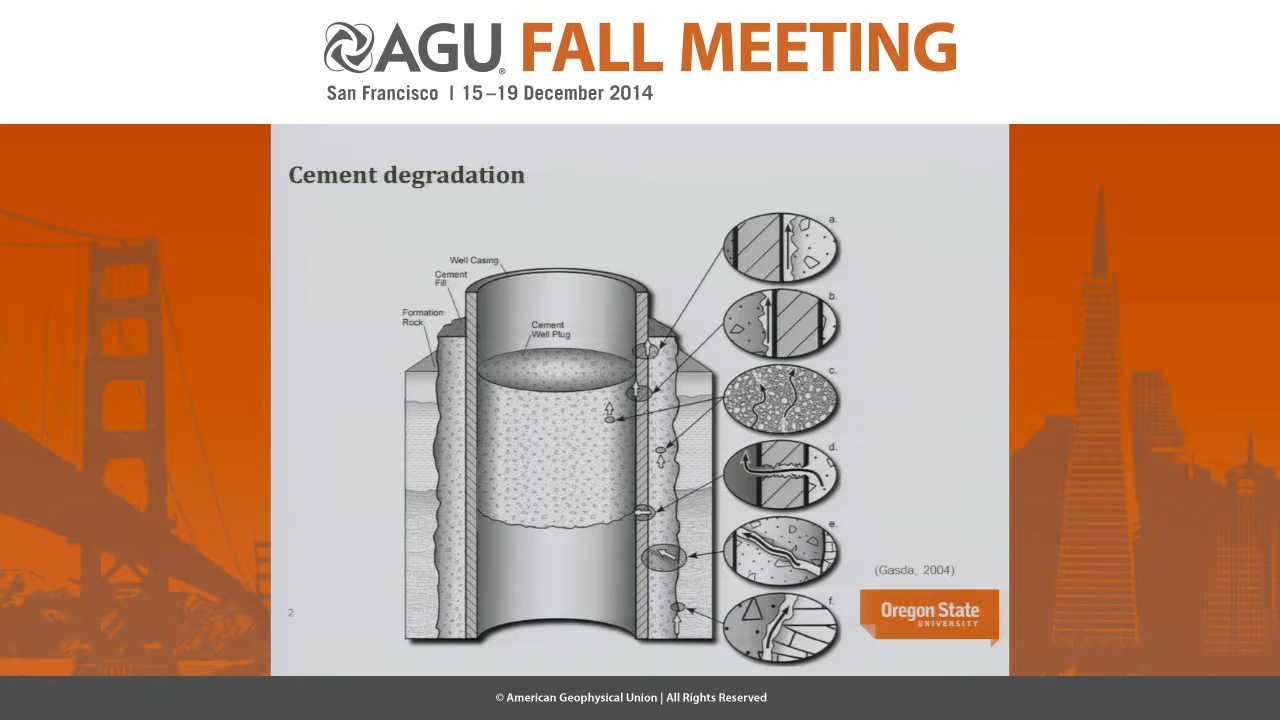 AGU® FALL MEETING
San Francisco | 15–19 December 2014
Cement degradation
a.
Well Casing
b.
Cement
Fill
Formation
Rock
Cement
Well Plug
c.
d.
e.
(Gasda, 2004)
f.
Oregon State
UNIVERSITY
2
© American Geophysical Union | All Rights Reserved